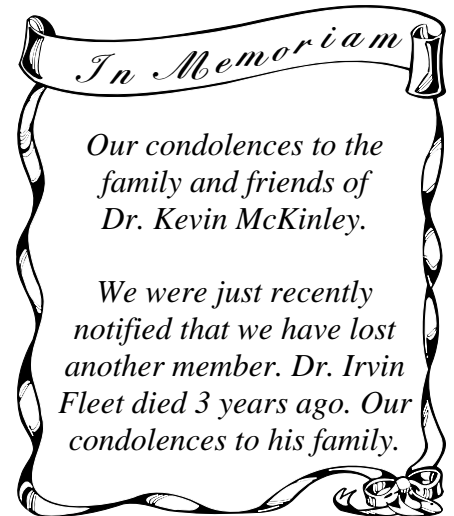 In Memoriam
Our condolences to the
family and friends of
Dr. Kevin McKinley.
We were just recently
notified that we have lost
another member. Dr. Irvin
Fleet died 3 years ago. Our
condolences to his family.